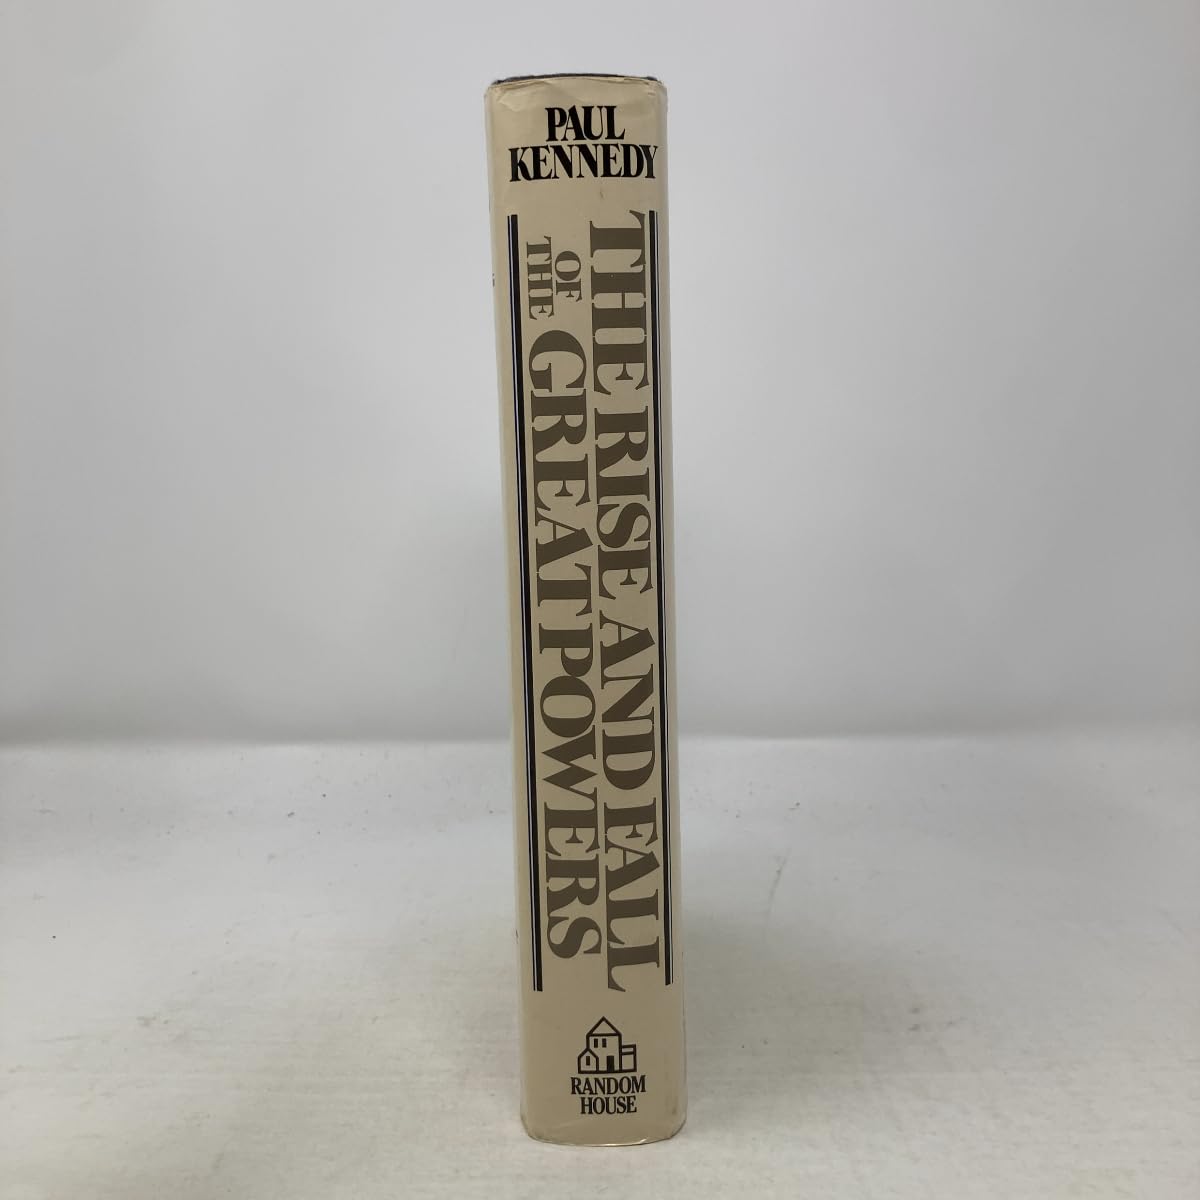 PAUL
KENNEDY
THE RISE AND FALL
OF
THE
GREAT POWERS
RANDOM
HOUSE